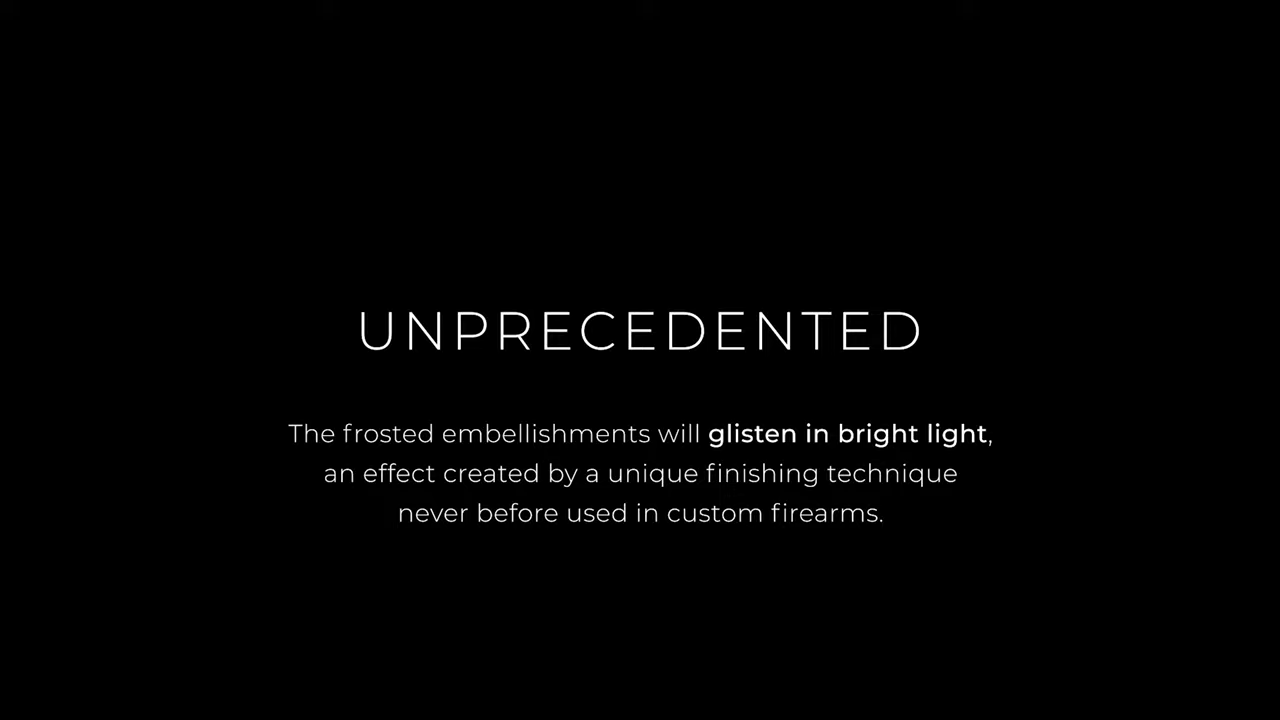 UNPRECEDENTED
The frosted embellishments will glisten in bright light,
an effect created by a unique finishing technique
never before used in custom firearms.